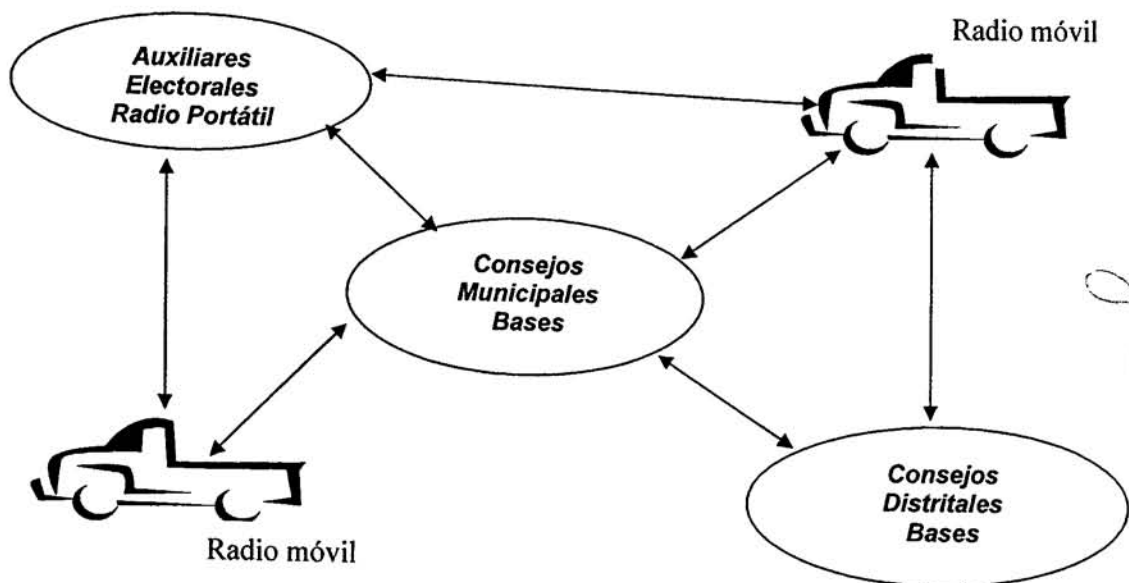 Radio móvil
Auxiliares
Electorales
Radio Portátil
Consejos
Municipales
Bases
Consejos
Distritales
Bases
Radio móvil